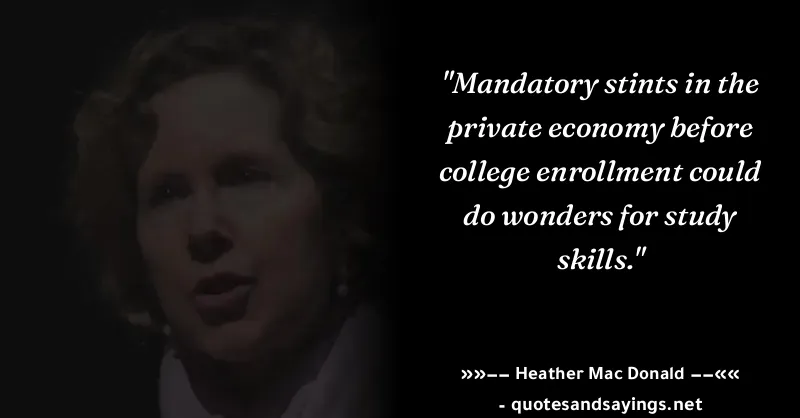 "Mandatory stints in the
private economy before
college enrollment could
do wonders for study
skills."
»»−− Heather Mac Donald −−««
- quotesandsayings.net